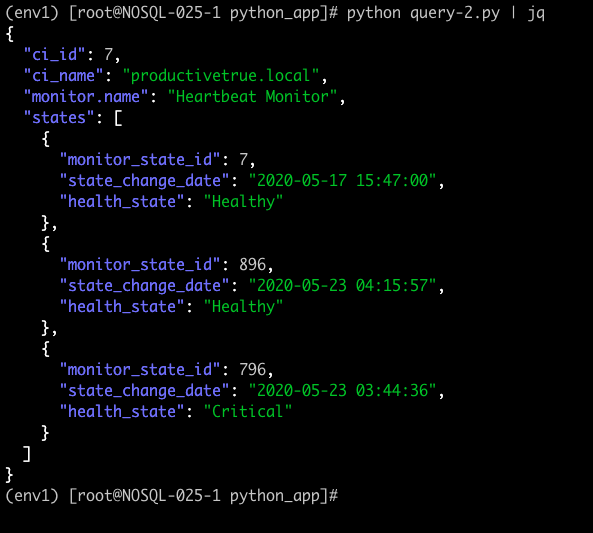 (env1) [root@NOSQL-025-1 python_app]# python query-2.py | jq
{
  "ci_id": 7,
  "ci_name": "productivetrue.local",
  "monitor.name": "Heartbeat Monitor",
  "states": [
    {
      "monitor_state_id": 7,
      "state_change_date": "2020-05-17 15:47:00",
      "health_state": "Healthy"
    },
    {
      "monitor_state_id": 896,
      "state_change_date": "2020-05-23 04:15:57",
      "health_state": "Healthy"
    },
    {
      "monitor_state_id": 796,
      "state_change_date": "2020-05-23 03:44:36",
      "health_state": "Critical"
    }
  ]
}
(env1) [root@NOSQL-025-1 python_app]#